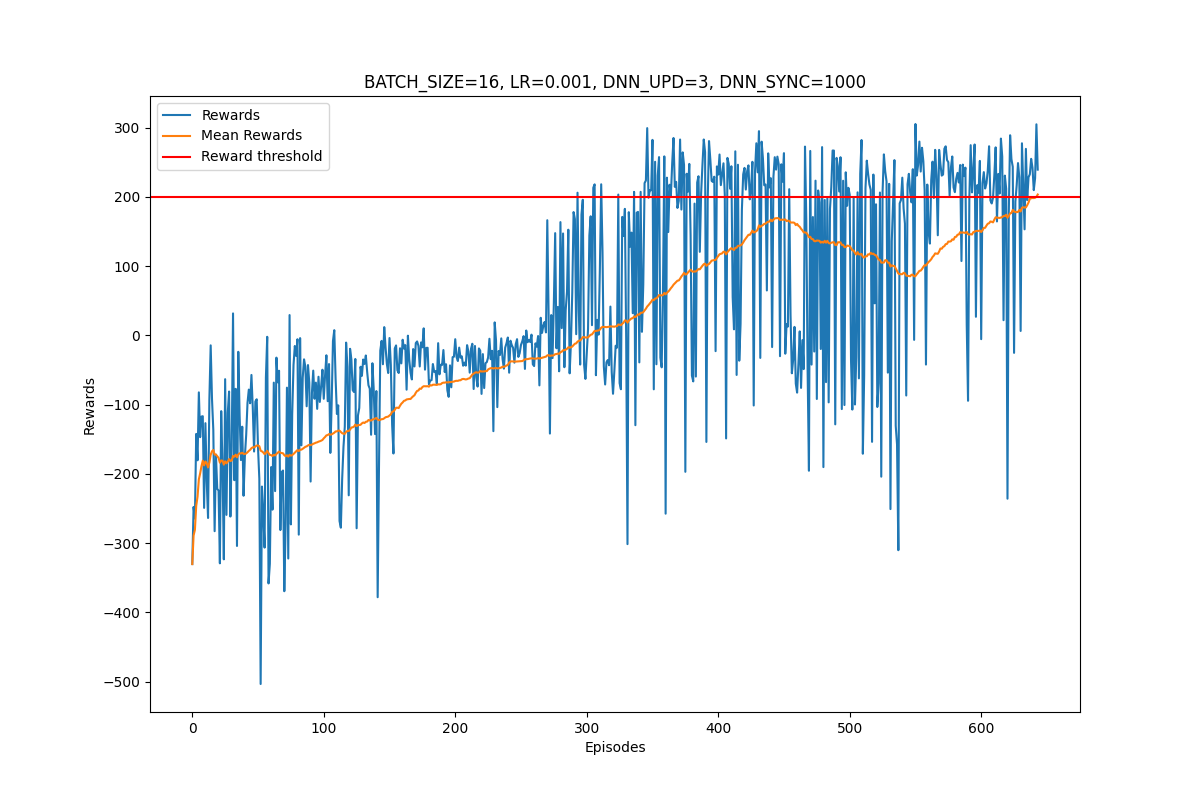 BATCH_SIZE=16, LR=0.001, DNN_UPD=3, DNN_SYNC=1000
Rewards
Mean Rewards
Reward threshold
300
200
100
0
−100
−200
−300
−400
−500
Rewards
0 100 200 300 400 500 600
Episodes